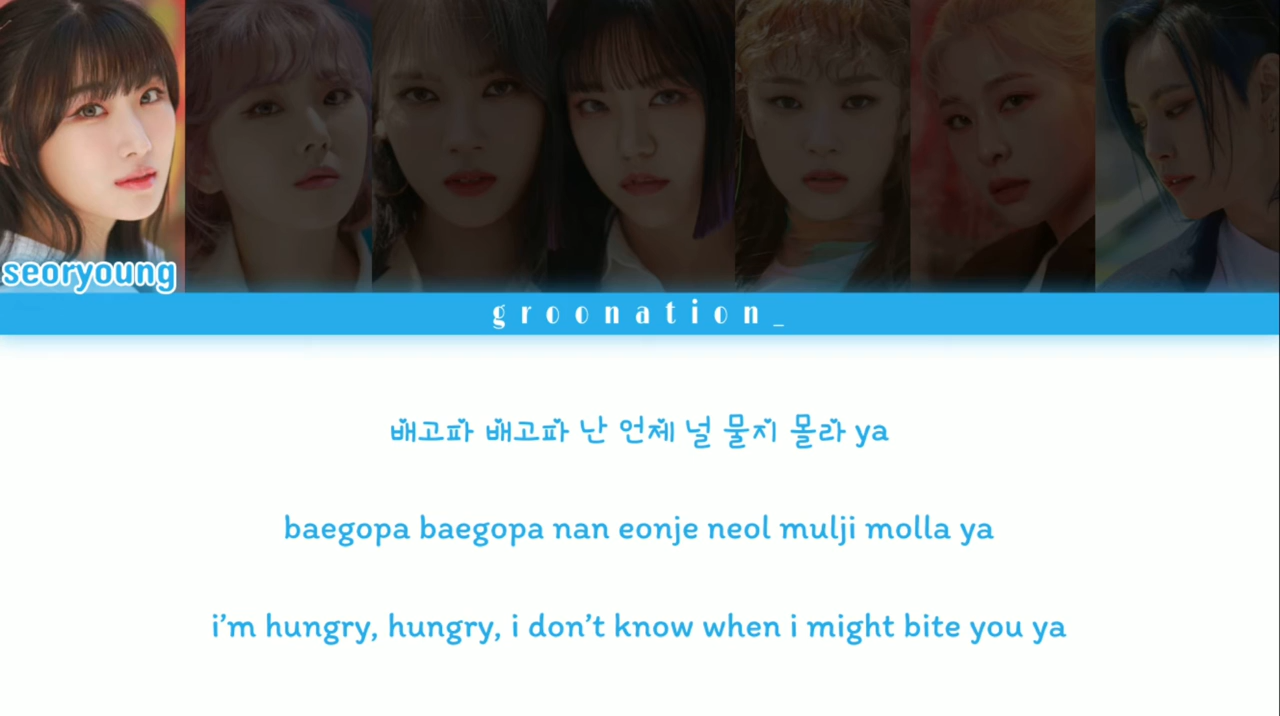 seoryoung
groonation_
배고파 배고파 난 언제 널 물지 몰라 ya
baegopa baegopa nan eonje neol mulji molla ya
i'm hungry, hungry, i don't know when i might bite you ya